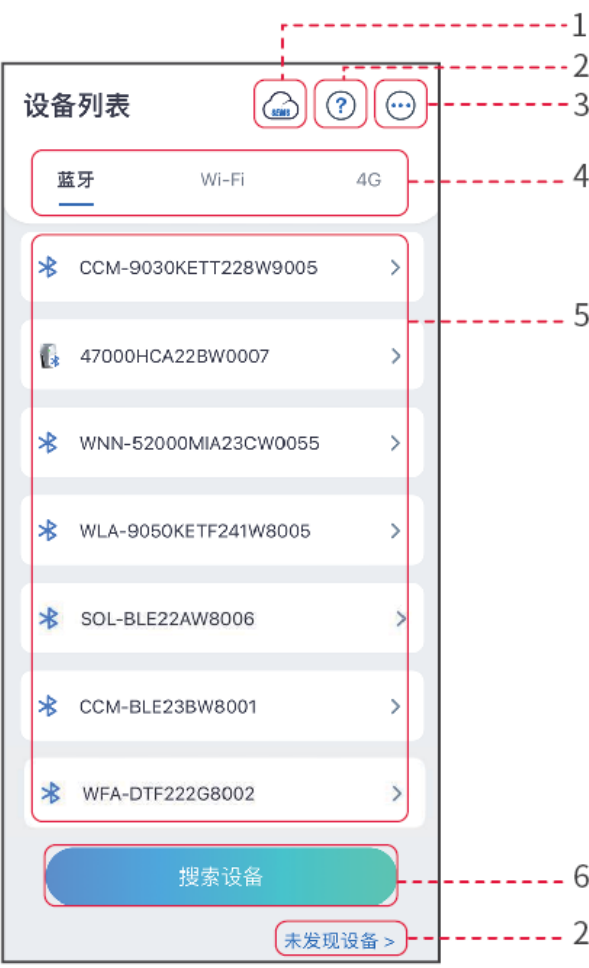 1
2
设备列表
SEMS
3
蓝牙 Wi-Fi 4G
4
CCM-9030KETT228W9005
5
47000HCA22BW0007
WNN-52000MIA23CW0055
WLA-9050KETF241W8005
SOL-BLE22AW8006
CCM-BLE23BW8001
WFA-DTF222G8002
搜索设备
6
未发现设备 >
2